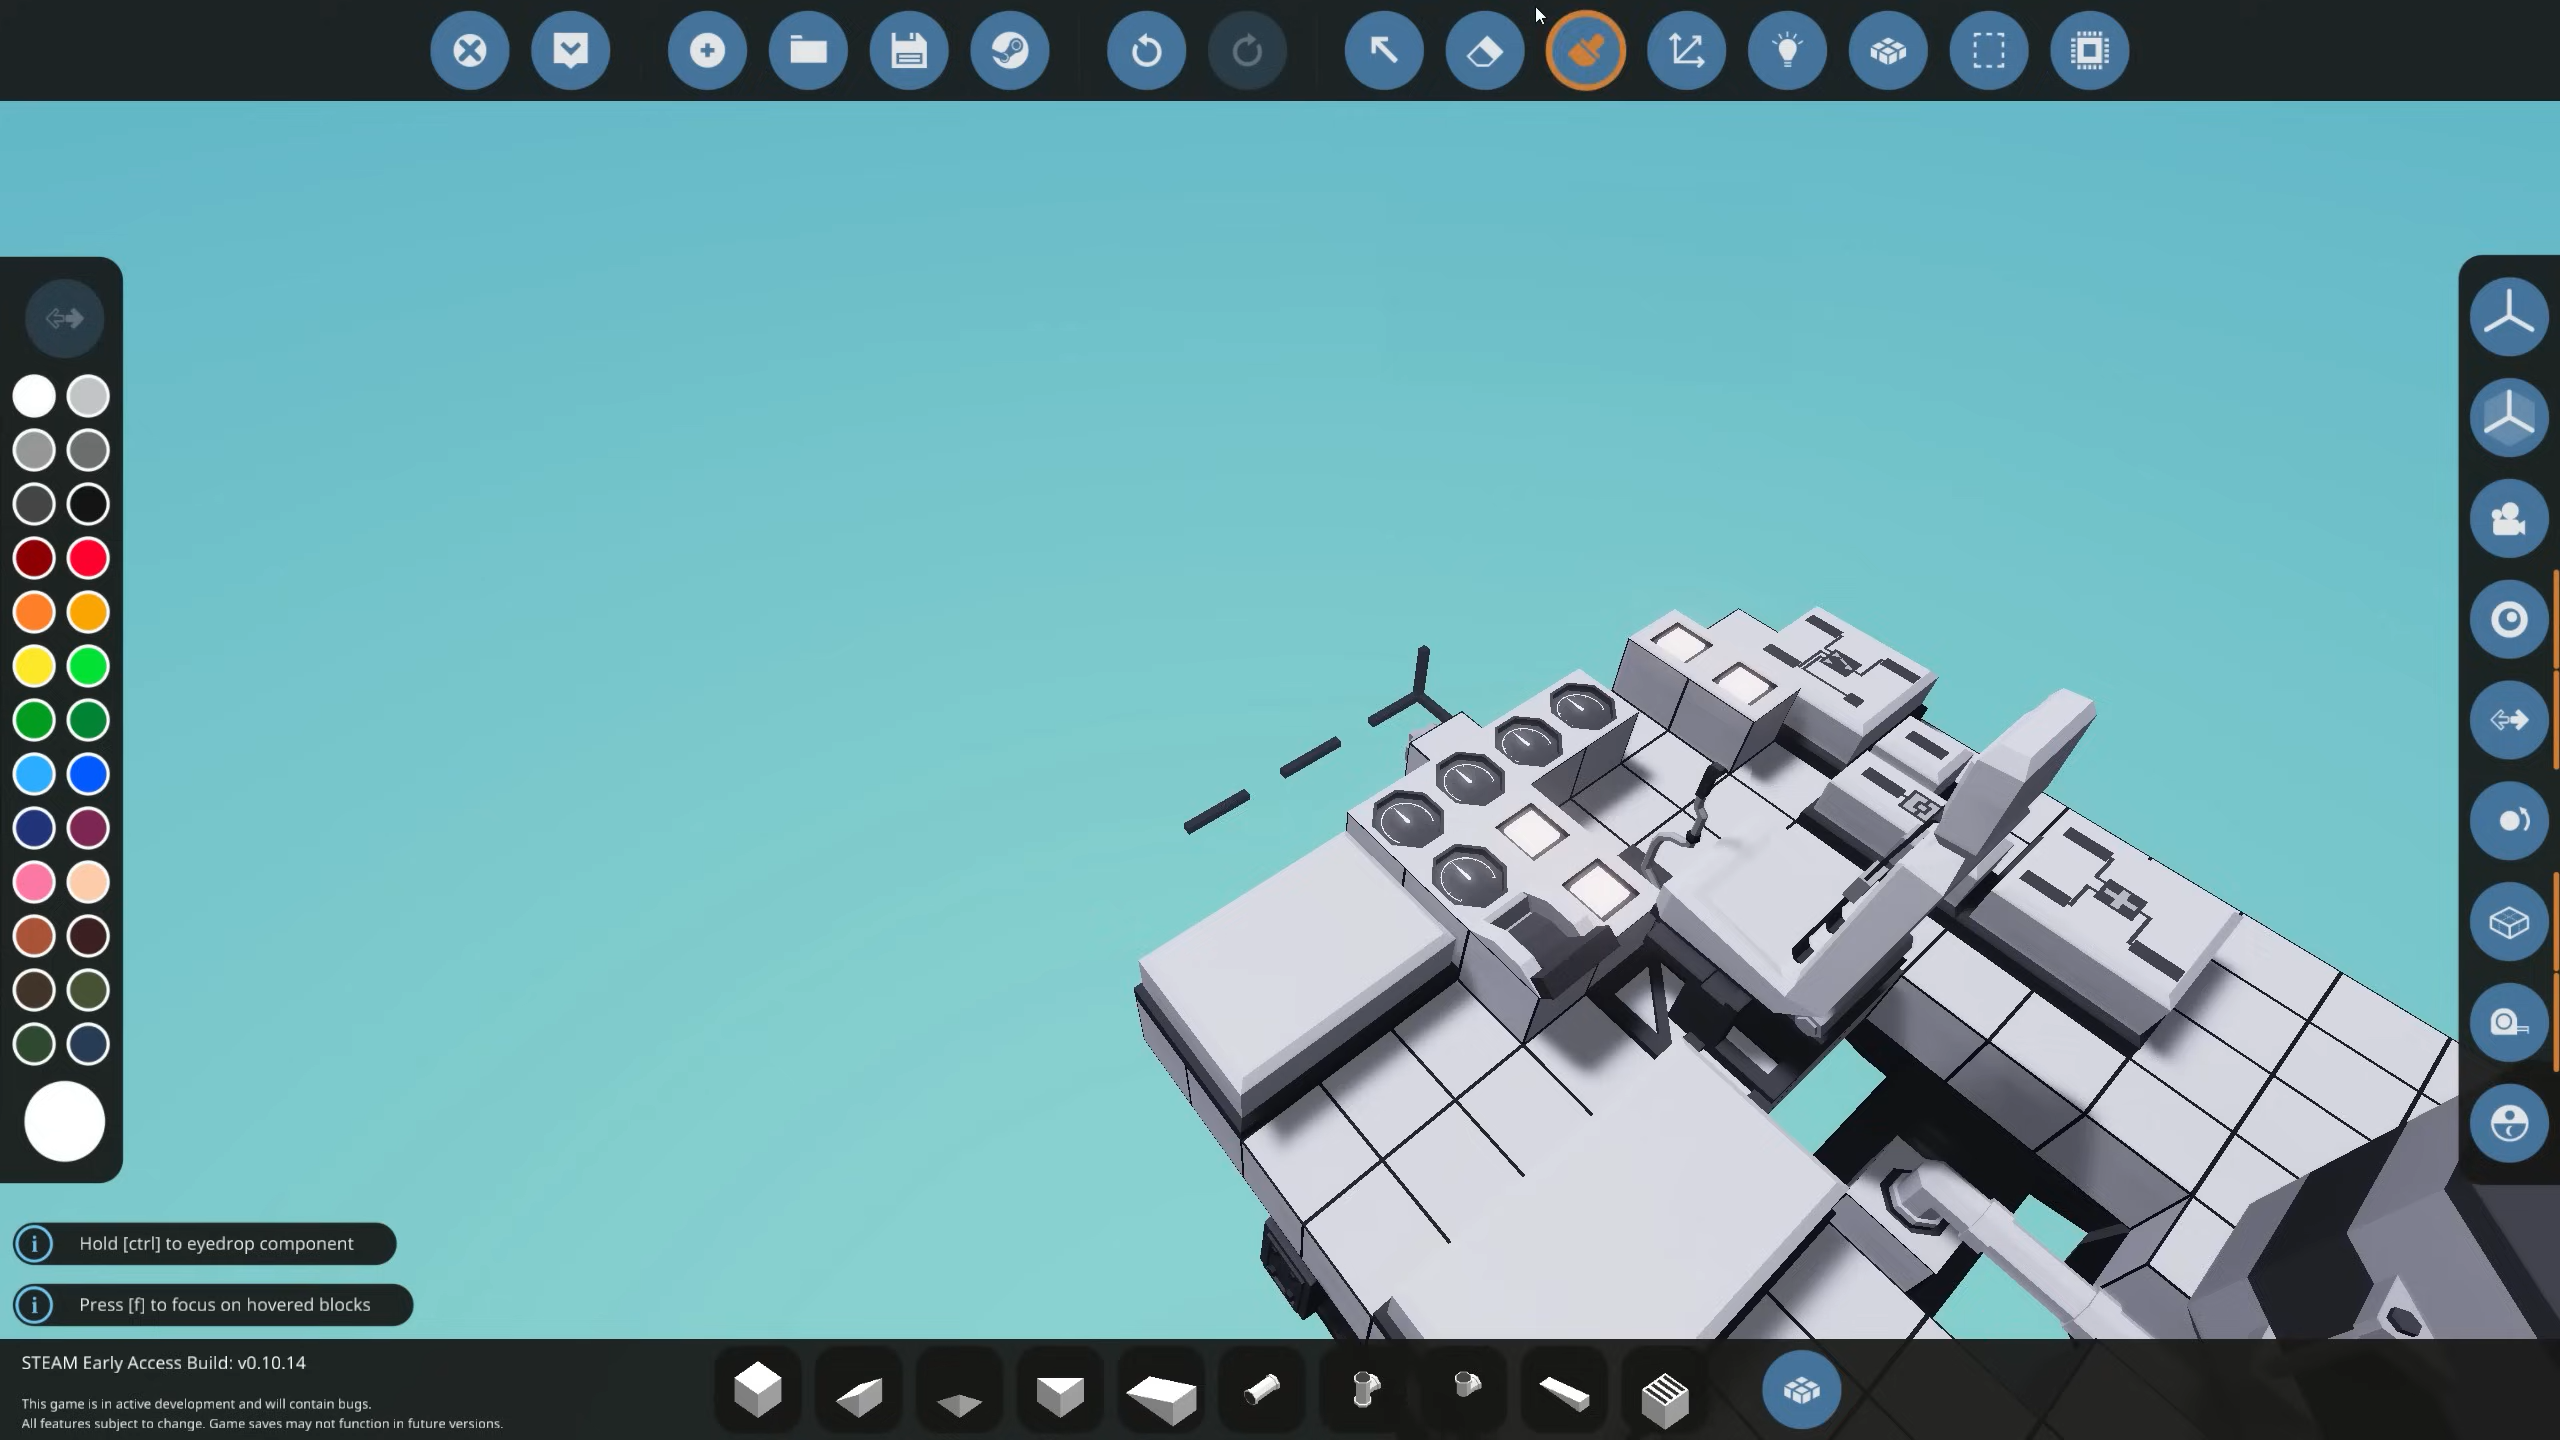 Hold [ctrl] to eyedrop component
Press [f] to focus on hovered blocks
STEAM Early Access Build: v0.10.14
This game is in active development and will contain bugs.
All features subject to change. Game saves may not function in future versions.